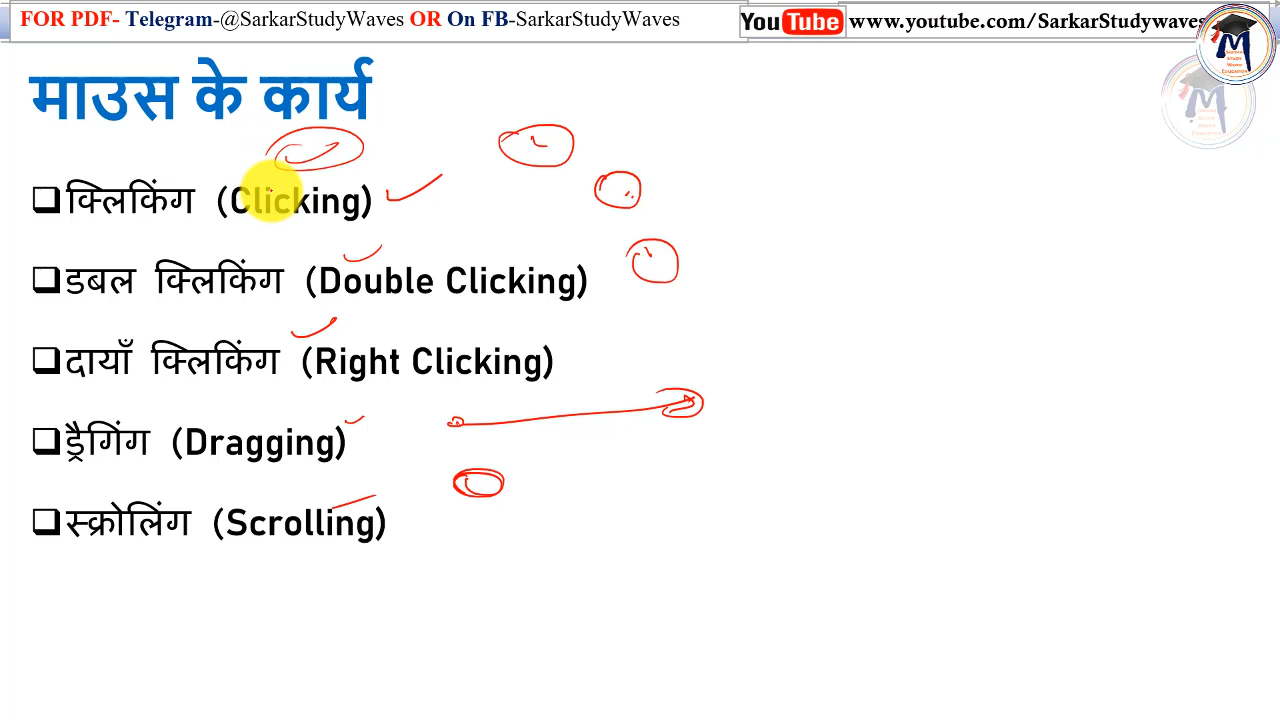 FOR PDF- Telegram-@SarkarStudyWaves OR On FB-SarkarStudyWaves
YouTube www.youtube.com/SarkarStudywaves
माउस के कार्य
❑क्लिकिंग (Clicking)
❑डबल क्लिकिंग (Double Clicking)
❑दायाँ क्लिकिंग (Right Clicking)
❑ड्रैगिंग (Dragging)
❑स्क्रोलिंग (Scrolling)